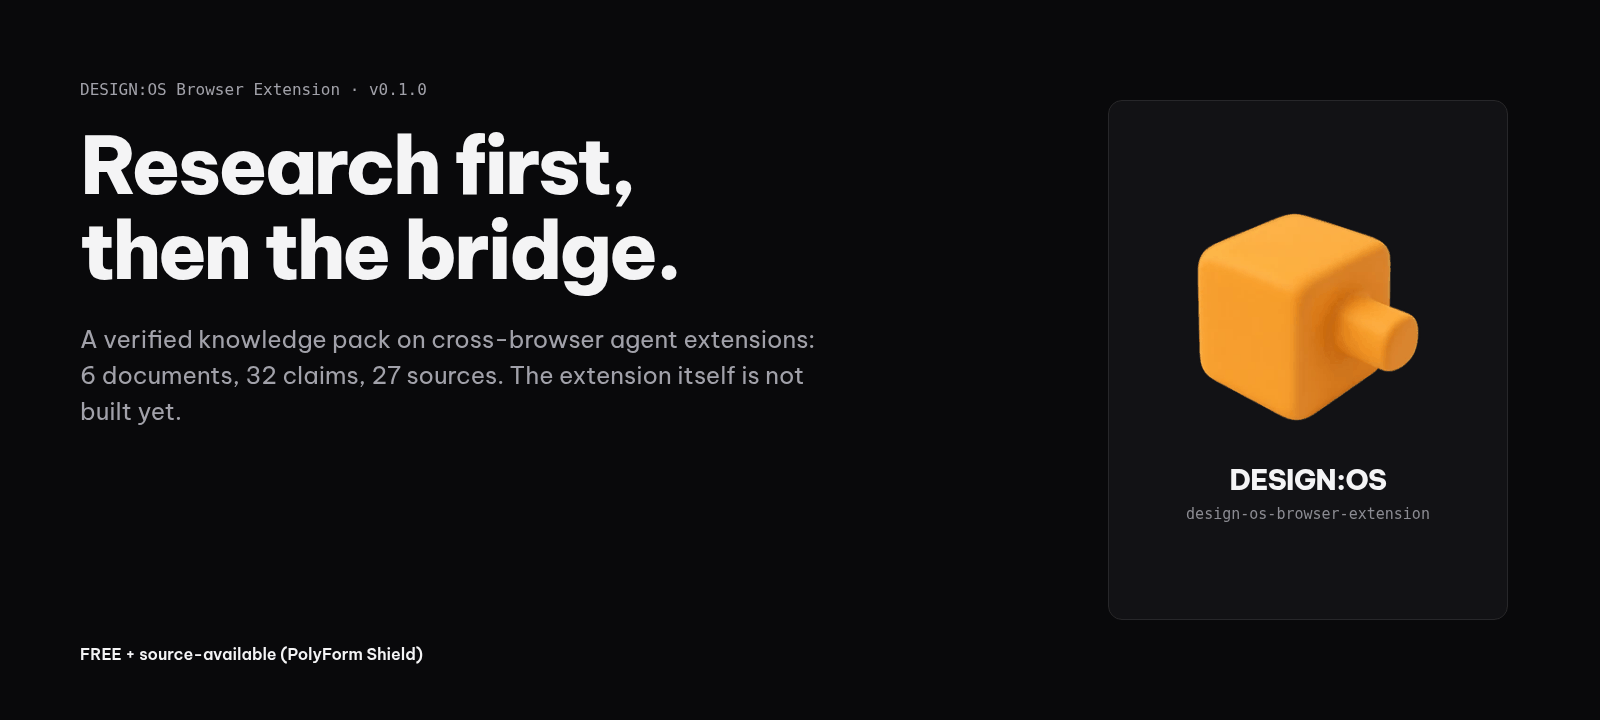 DESIGN:OS Browser Extension · v0.1.0
Research first,
then the bridge.
A verified knowledge pack on cross-browser agent extensions:
6 documents, 32 claims, 27 sources. The extension itself is not
built yet.
FREE + source-available (PolyForm Shield)
DESIGN:OS
design-os-browser-extension